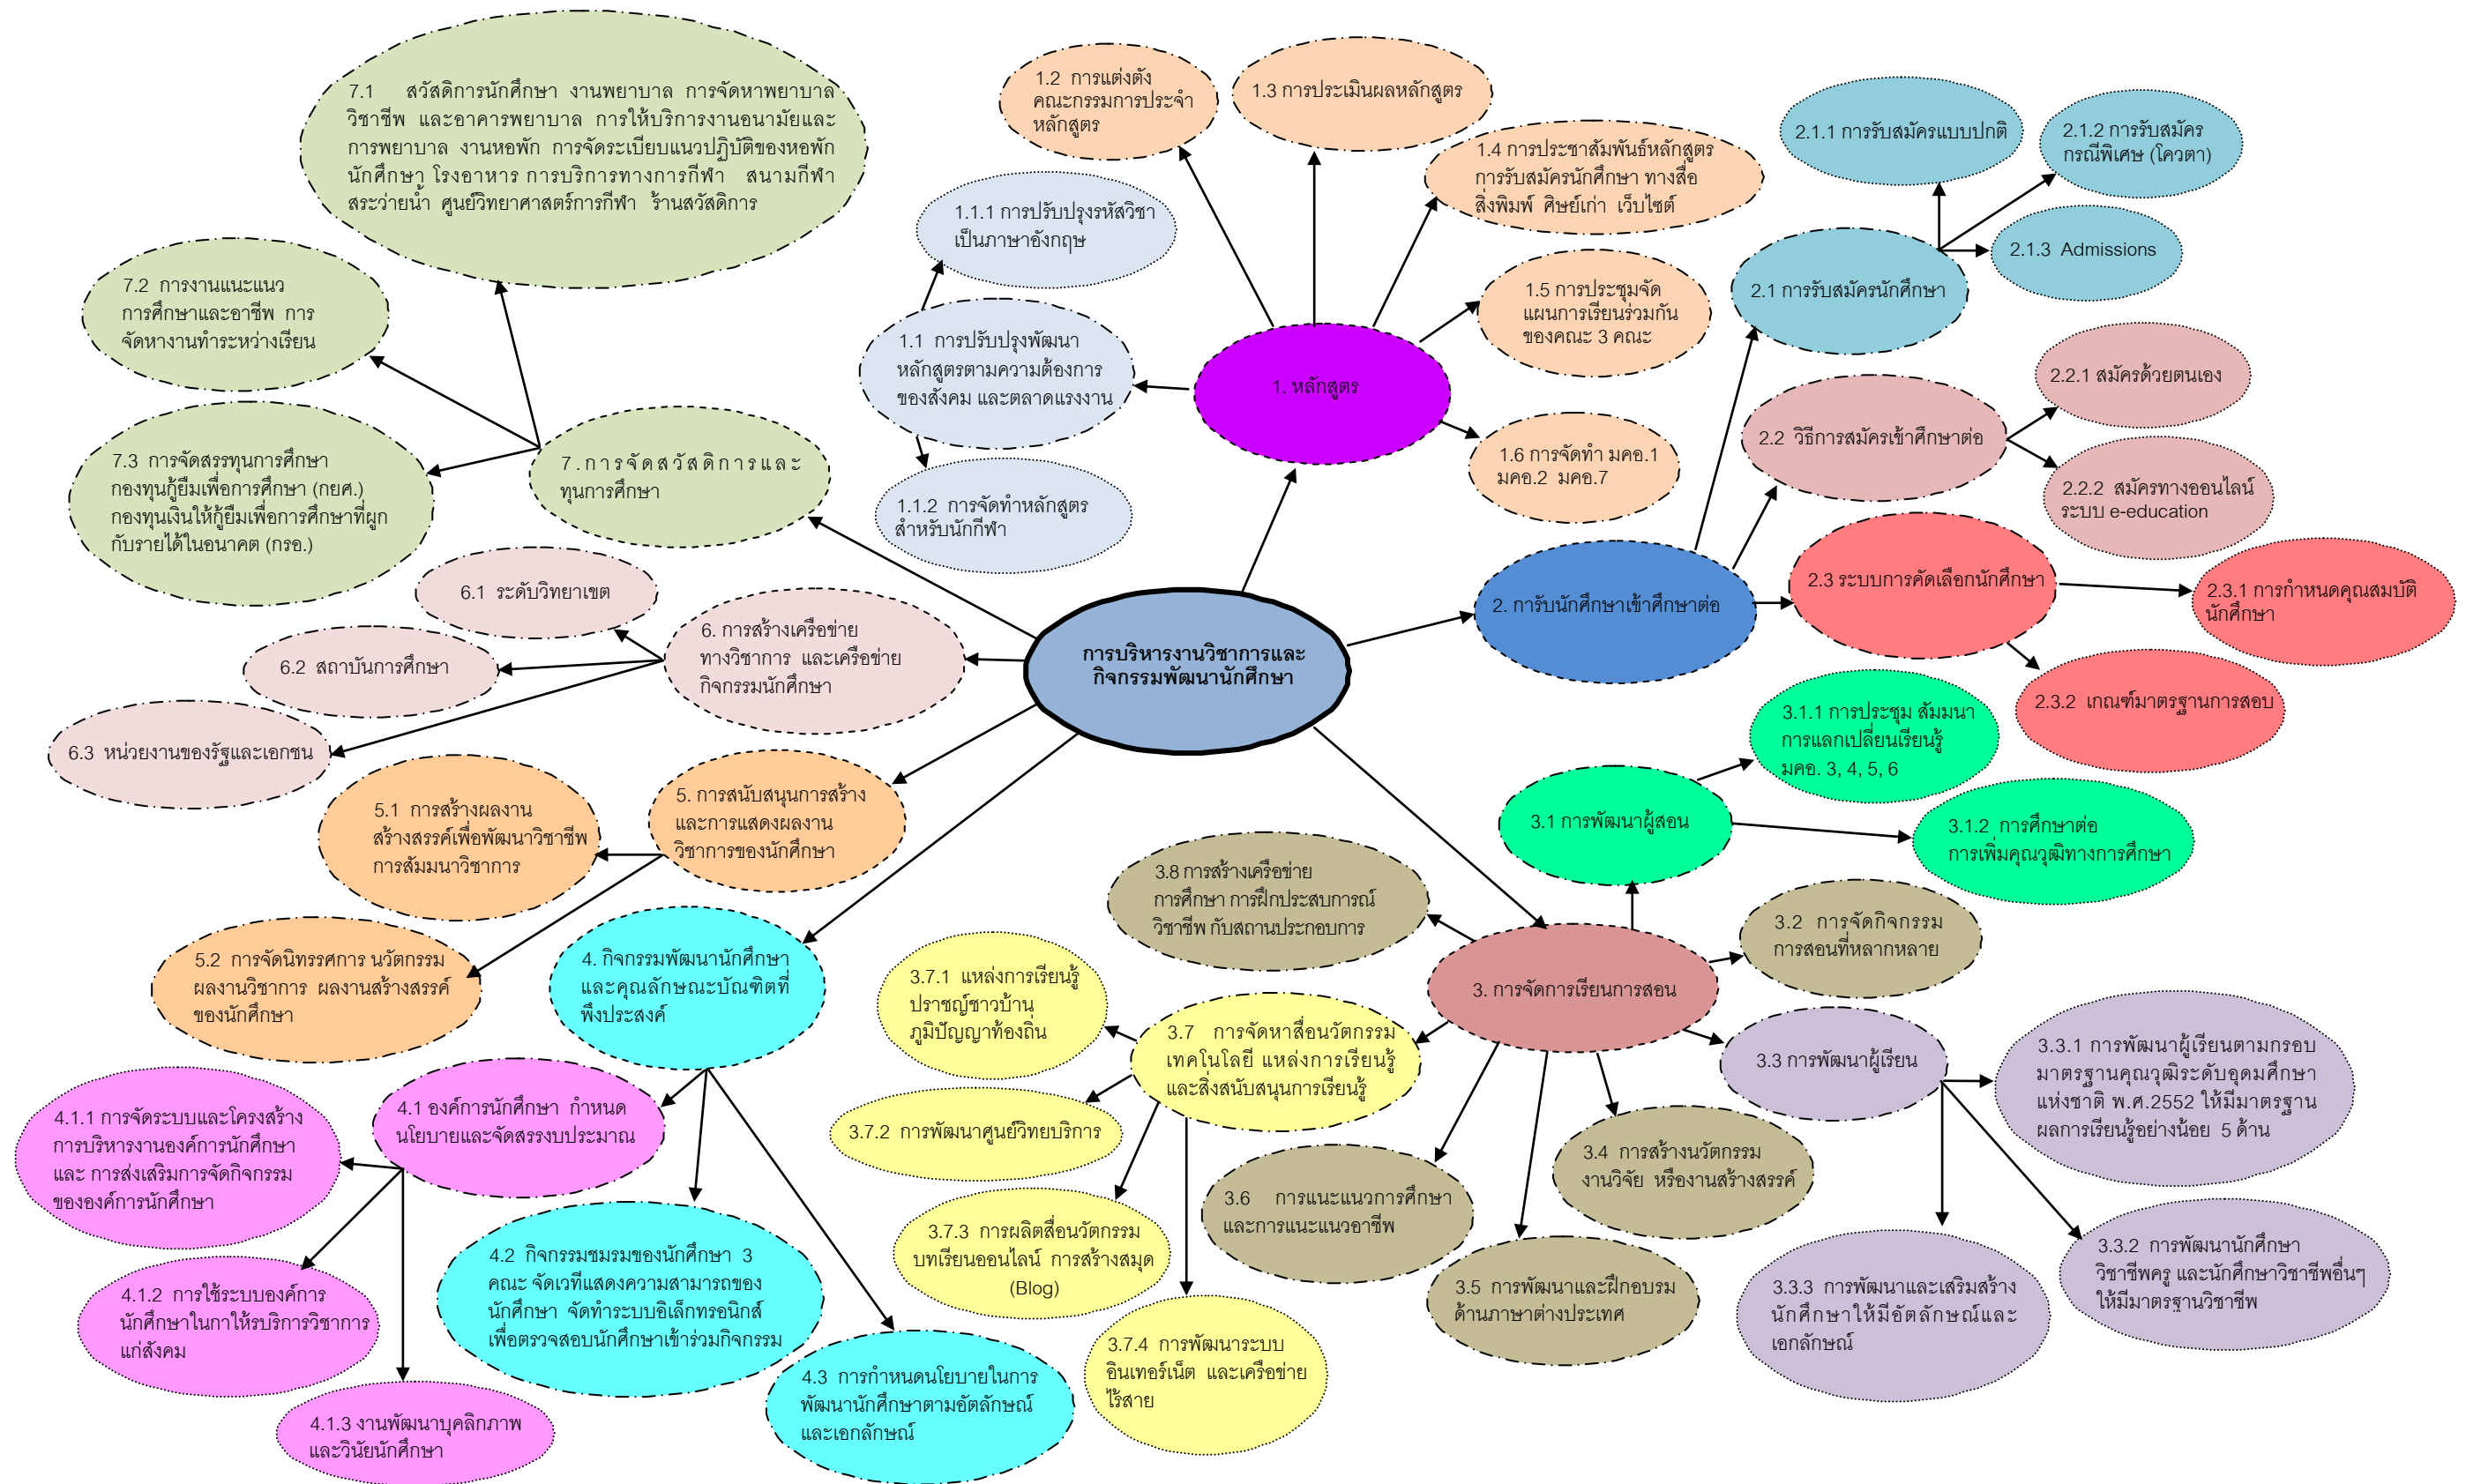 การบริหารงานวิชาการและ
กิจกรรมพัฒนานักศึกษา
1. หลักสูตร
1.1 การปรับปรุงพัฒนา
หลักสูตรตามความต้องการ
ของสังคม และตลาดแรงงาน
1.1.1 การปรับปรุงรหัสวิชา
เป็นภาษาอังกฤษ
1.1.2 การจัดทำหลักสูตร
สำหรับนักกีฬา
1.2 การแต่งตั้ง
คณะกรรมการประจำ
หลักสูตร
1.3 การประเมินผลหลักสูตร
1.4 การประชาสัมพันธ์หลักสูตร
การรับสมัครนักศึกษา ทางสื่อ
สิ่งพิมพ์ ศิษย์เก่า เว็บไซต์
1.5 การประชุมจัด
แผนการเรียนร่วมกัน
ของคณะ 3 คณะ
1.6 การจัดทำ มคอ.1
มคอ.2 มคอ.7
2. การับนักศึกษาเข้าศึกษาต่อ
2.1 การรับสมัครนักศึกษา
2.1.1 การรับสมัครแบบปกติ
2.1.2 การรับสมัคร
กรณีพิเศษ (โควตา)
2.1.3 Admissions
2.2 วิธีการสมัครเข้าศึกษาต่อ
2.2.1 สมัครด้วยตนเอง
2.2.2 สมัครทางออนไลน์
ระบบ e-education
2.3 ระบบการคัดเลือกนักศึกษา
2.3.1 การกำหนดคุณสมบัติ
นักศึกษา
2.3.2 เกณฑ์มาตรฐานการสอบ
3. การจัดการเรียนการสอน
3.1 การพัฒนาผู้สอน
3.1.1 การประชุม สัมมนา
การแลกเปลี่ยนเรียนรู้
มคอ. 3, 4, 5, 6
3.1.2 การศึกษาต่อ
การเพิ่มคุณวุฒิทางการศึกษา
3.2 การจัดกิจกรรม
การสอนที่หลากหลาย
3.3 การพัฒนาผู้เรียน
3.3.1 การพัฒนาผู้เรียนตามกรอบ
มาตรฐานคุณวุฒิระดับอุดมศึกษา
แห่งชาติ พ.ศ.2552 ให้มีมาตรฐาน
ผลการเรียนรู้อย่างน้อย 5 ด้าน
3.3.2 การพัฒนานักศึกษา
วิชาชีพครู และนักศึกษาวิชาชีพอื่นๆ
ให้มีมาตรฐานวิชาชีพ
3.3.3 การพัฒนาและเสริมสร้าง
นักศึกษาให้มีอัตลักษณ์และ
เอกลักษณ์
3.4 การสร้างนวัตกรรม
งานวิจัย หรืองานสร้างสรรค์
3.5 การพัฒนาและฝึกอบรม
ด้านภาษาต่างประเทศ
3.6 การแนะแนวการศึกษา
และการแนะแนวอาชีพ
3.7 การจัดหาสื่อนวัตกรรม
เทคโนโลยี แหล่งการเรียนรู้
และสิ่งสนับสนุนการเรียนรู้
3.7.1 แหล่งการเรียนรู้
ปราชญ์ชาวบ้าน
ภูมิปัญญาท้องถิ่น
3.7.2 การพัฒนาศูนย์วิทยบริการ
3.7.3 การผลิตสื่อนวัตกรรม
บทเรียนออนไลน์ การสร้างสมุด
(Blog)
3.7.4 การพัฒนาระบบ
อินเทอร์เน็ต และเครือข่าย
ไร้สาย
3.8 การสร้างเครือข่าย
การศึกษา การฝึกประสบการณ์
วิชาชีพ กับสถานประกอบการ
4. กิจกรรมพัฒนานักศึกษา
และคุณลักษณะบัณฑิตที่
พึงประสงค์
4.1 องค์การนักศึกษา กำหนด
นโยบายและจัดสรรงบประมาณ
4.1.1 การจัดระบบและโครงสร้าง
การบริหารงานองค์การนักศึกษา
และ การส่งเสริมการจัดกิจกรรม
ขององค์การนักศึกษา
4.1.2 การใช้ระบบองค์การ
นักศึกษาในกาให้รบริการวิชาการ
แก่สังคม
4.1.3 งานพัฒนาบุคลิกภาพ
และวินัยนักศึกษา
4.2 กิจกรรมชมรมของนักศึกษา 3
คณะ จัดเวทีแสดงความสามารถของ
นักศึกษา จัดทำระบบอิเล็กทรอนิกส์
เพื่อตรวจสอบนักศึกษาเข้าร่วมกิจกรรม
4.3 การกำหนดนโยบายในการ
พัฒนานักศึกษาตามอัตลักษณ์
และเอกลักษณ์
5. การสนับสนุนการสร้าง
และการแสดงผลงาน
วิชาการของนักศึกษา
5.1 การสร้างผลงาน
สร้างสรรค์เพื่อพัฒนาวิชาชีพ
การสัมมนาวิชาการ
5.2 การจัดนิทรรศการ นวัตกรรม
ผลงานวิชาการ ผลงานสร้างสรรค์
ของนักศึกษา
6. การสร้างเครือข่าย
ทางวิชาการ และเครือข่าย
กิจกรรมนักศึกษา
6.1 ระดับวิทยาเขต
6.2 สถาบันการศึกษา
6.3 หน่วยงานของรัฐและเอกชน
7. การจัดสวัสดิการและ
ทุนการศึกษา
7.1 สวัสดิการนักศึกษา งานพยาบาล การจัดหาพยาบาล
วิชาชีพ และอาคารพยาบาล การให้บริการงานอนามัยและ
การพยาบาล งานหอพัก การจัดระเบียบแนวปฏิบัติของหอพัก
นักศึกษา โรงอาหาร การบริการทางการกีฬา สนามกีฬา
สระว่ายน้ำ ศูนย์วิทยาศาสตร์การกีฬา ร้านสวัสดิการ
7.2 การงานแนะแนว
การศึกษาและอาชีพ การ
จัดหางานทำระหว่างเรียน
7.3 การจัดสรรทุนการศึกษา
กองทุนกู้ยืมเพื่อการศึกษา (กยศ.)
กองทุนเงินให้กู้ยืมเพื่อการศึกษาที่ผูก
กับรายได้ในอนาคต (กรอ.)